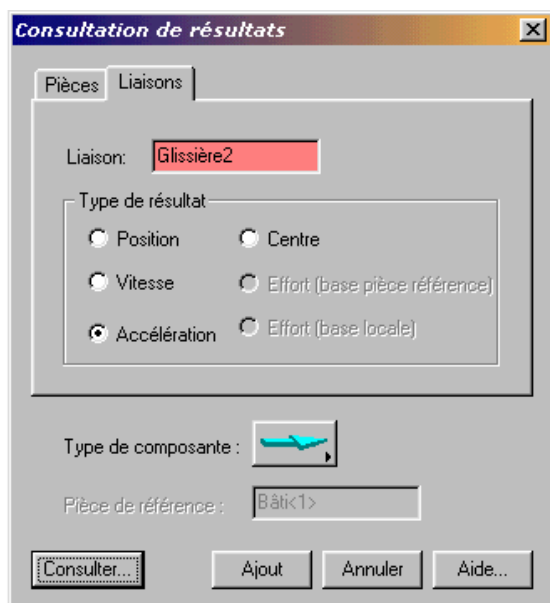 Consultation de résultats
Pièces Liaisons
Liaison: Glissière2
Type de résultat
Position Centre
Vitesse Effort (base pièce référence)
Accélération Effort (base locale)
Type de composante :
Pièce de référence : Bâti<1>
Consulter... Ajout Annuler Aide...